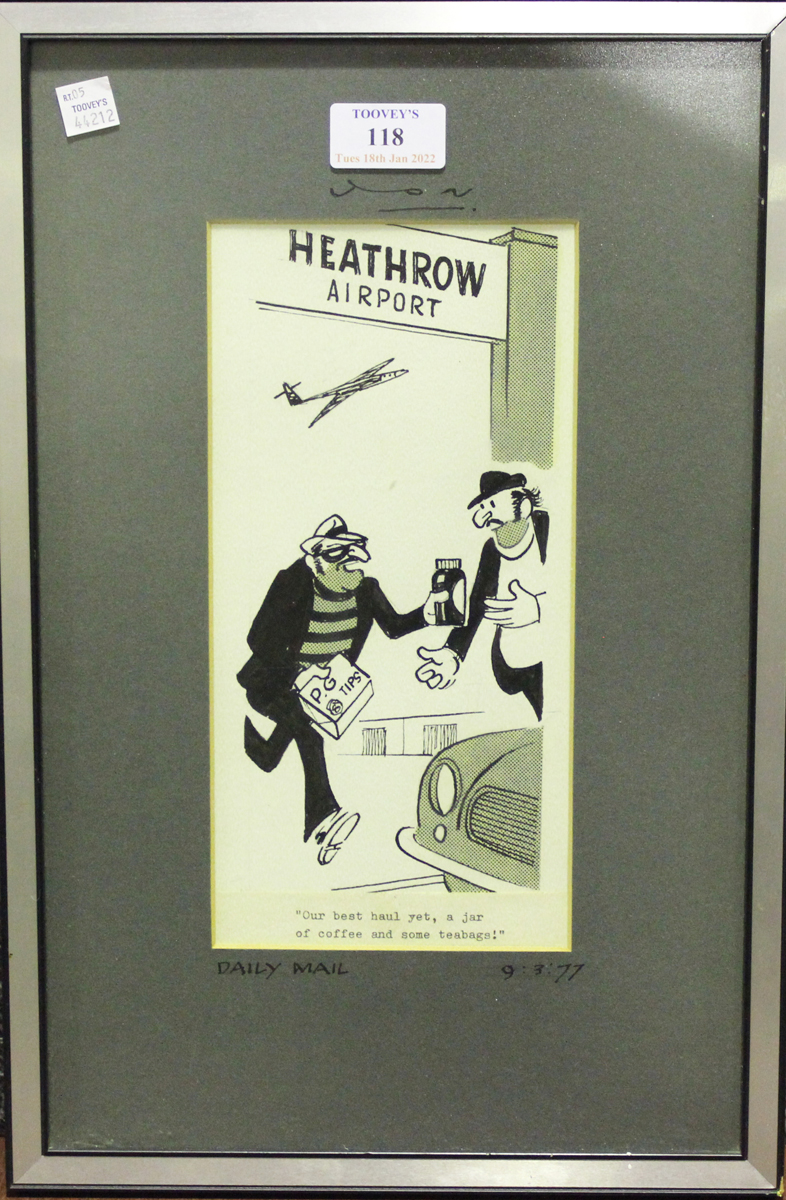 R.T.05
TOOVEY'S
44212
TOOVEY'S
118
Tues 18th Jan 2022
Jon
HEATHROW
AIRPORT
P.G
TIPS
"Our best haul yet, a jar
of coffee and some teabags!"
DAILY MAIL
9:3:77